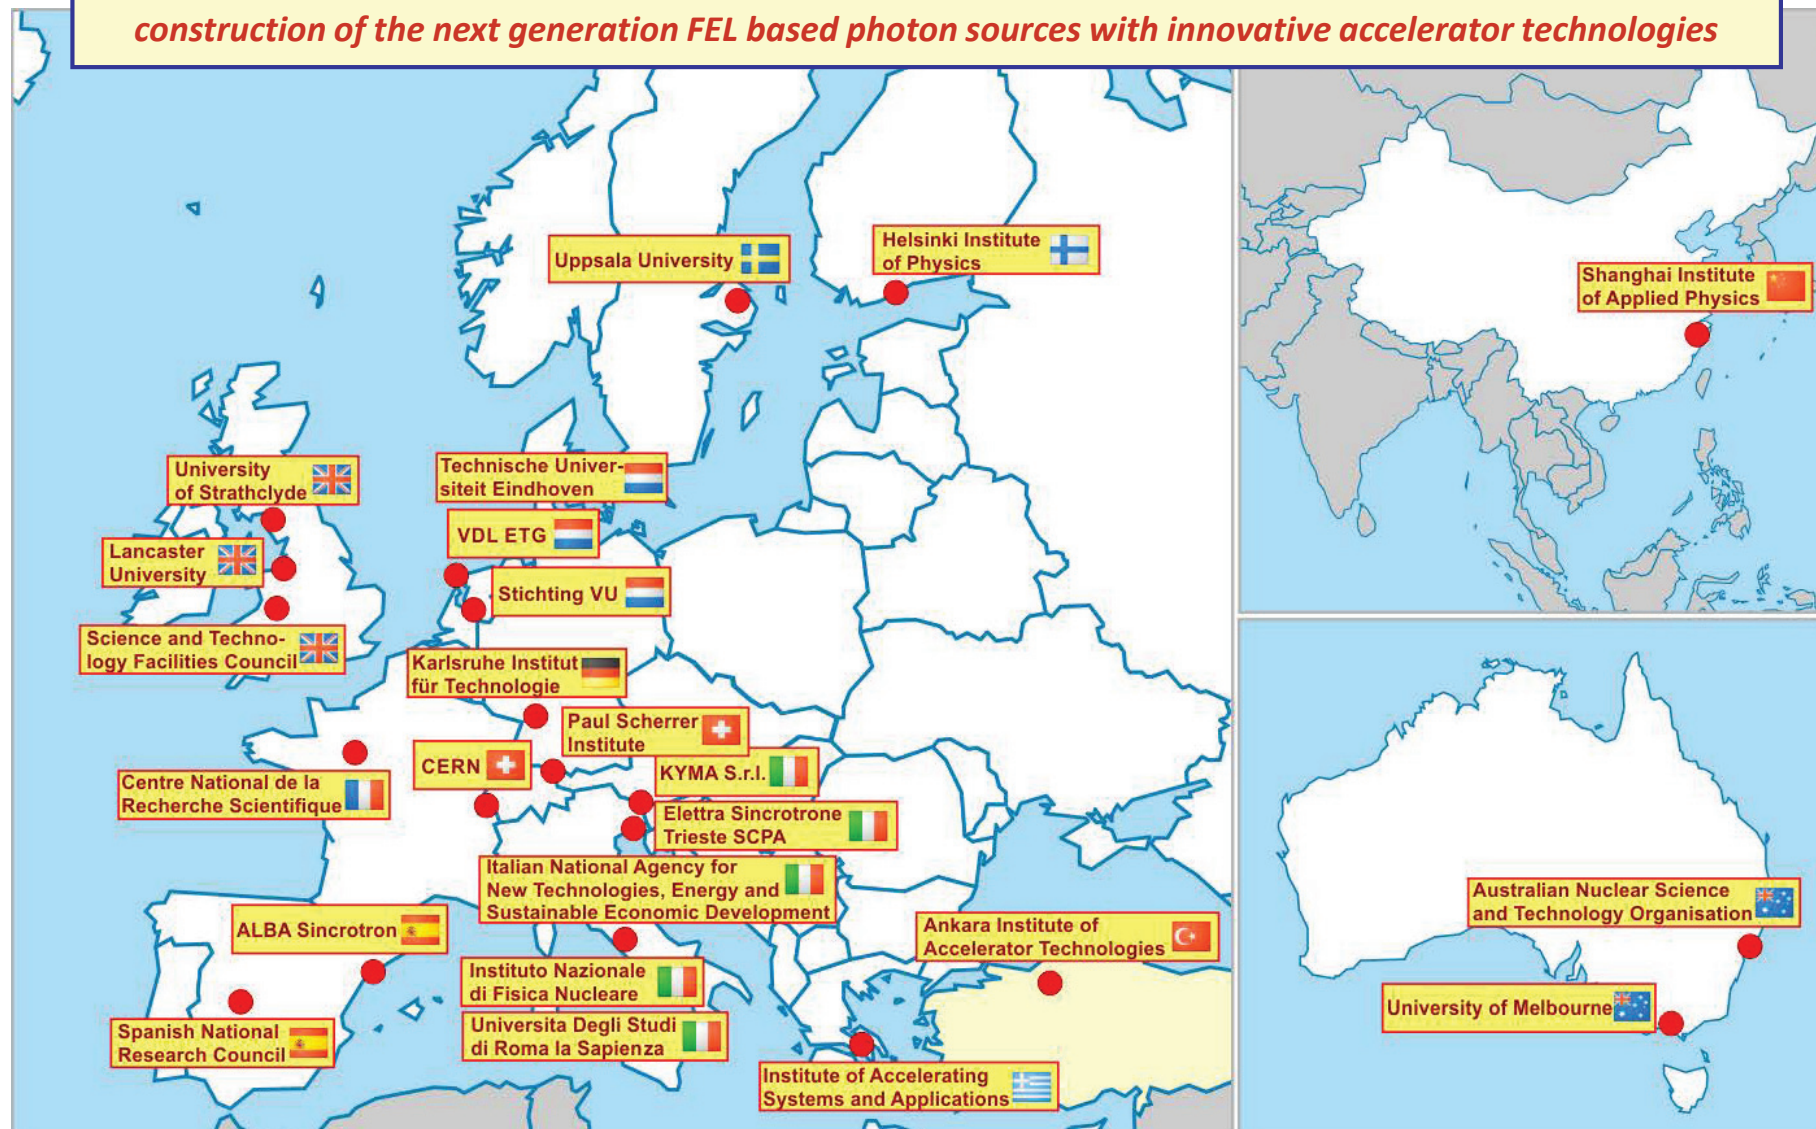 construction of the next generation FEL based photon sources with innovative accelerator technologies
Uppsala University
Helsinki Institute
of Physics
Shanghai Institute
of Applied Physics
University
of Strathclyde
Technische Univer-
siteit Eindhoven
VDL ETG
Lancaster
University
Stichting VU
Science and Techno-
logy Facilities Council
Karlsruhe Institut
für Technologie
Paul Scherrer
Institute
CERN
KYMA S.r.l.
Centre National de la
Recherche Scientifique
Elettra Sincrotrone
Trieste SCPA
Italian National Agency for
New Technologies, Energy and
Sustainable Economic Development
ALBA Sincrotron
Ankara Institute of
Accelerator Technologies
Australian Nuclear Science
and Technology Organisation
Instituto Nazionale
di Fisica Nucleare
University of Melbourne
Spanish National
Research Council
Universita Degli Studi
di Roma la Sapienza
Institute of Accelerating
Systems and Applications